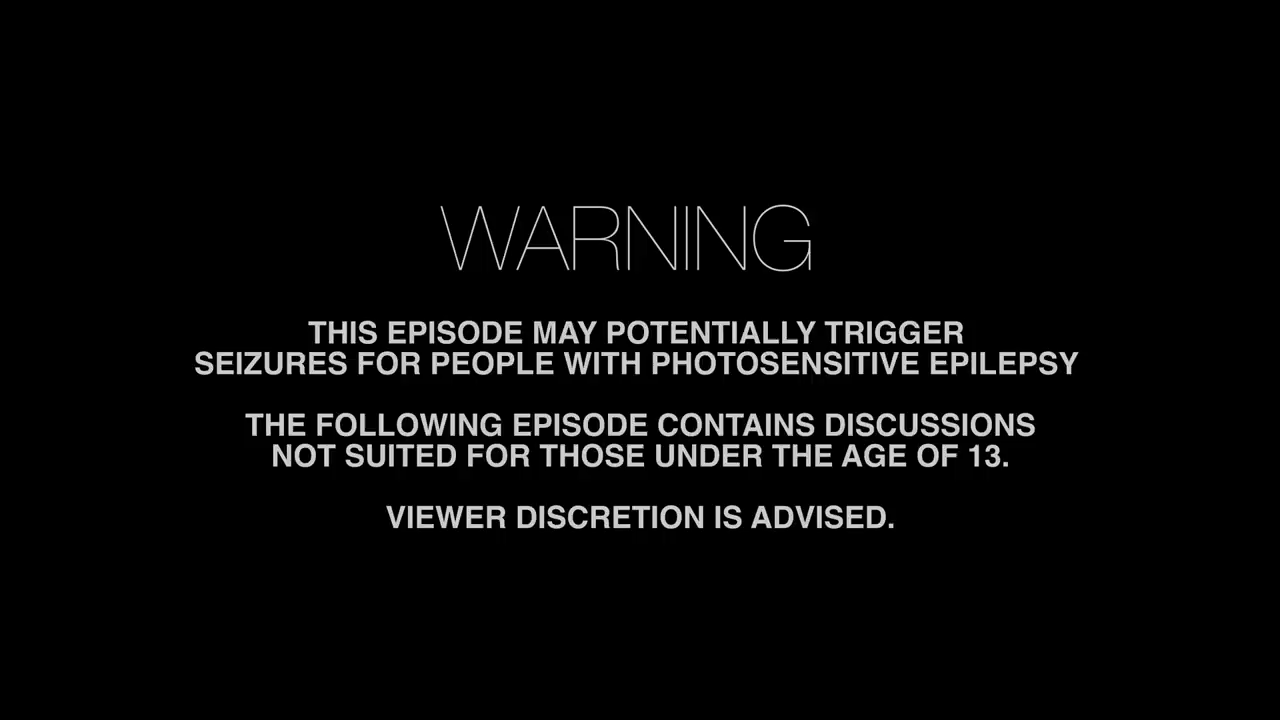 WARNING
THIS EPISODE MAY POTENTIALLY TRIGGER
SEIZURES FOR PEOPLE WITH PHOTOSENSITIVE EPILEPSY
THE FOLLOWING EPISODE CONTAINS DISCUSSIONS
NOT SUITED FOR THOSE UNDER THE AGE OF 13.
VIEWER DISCRETION IS ADVISED.